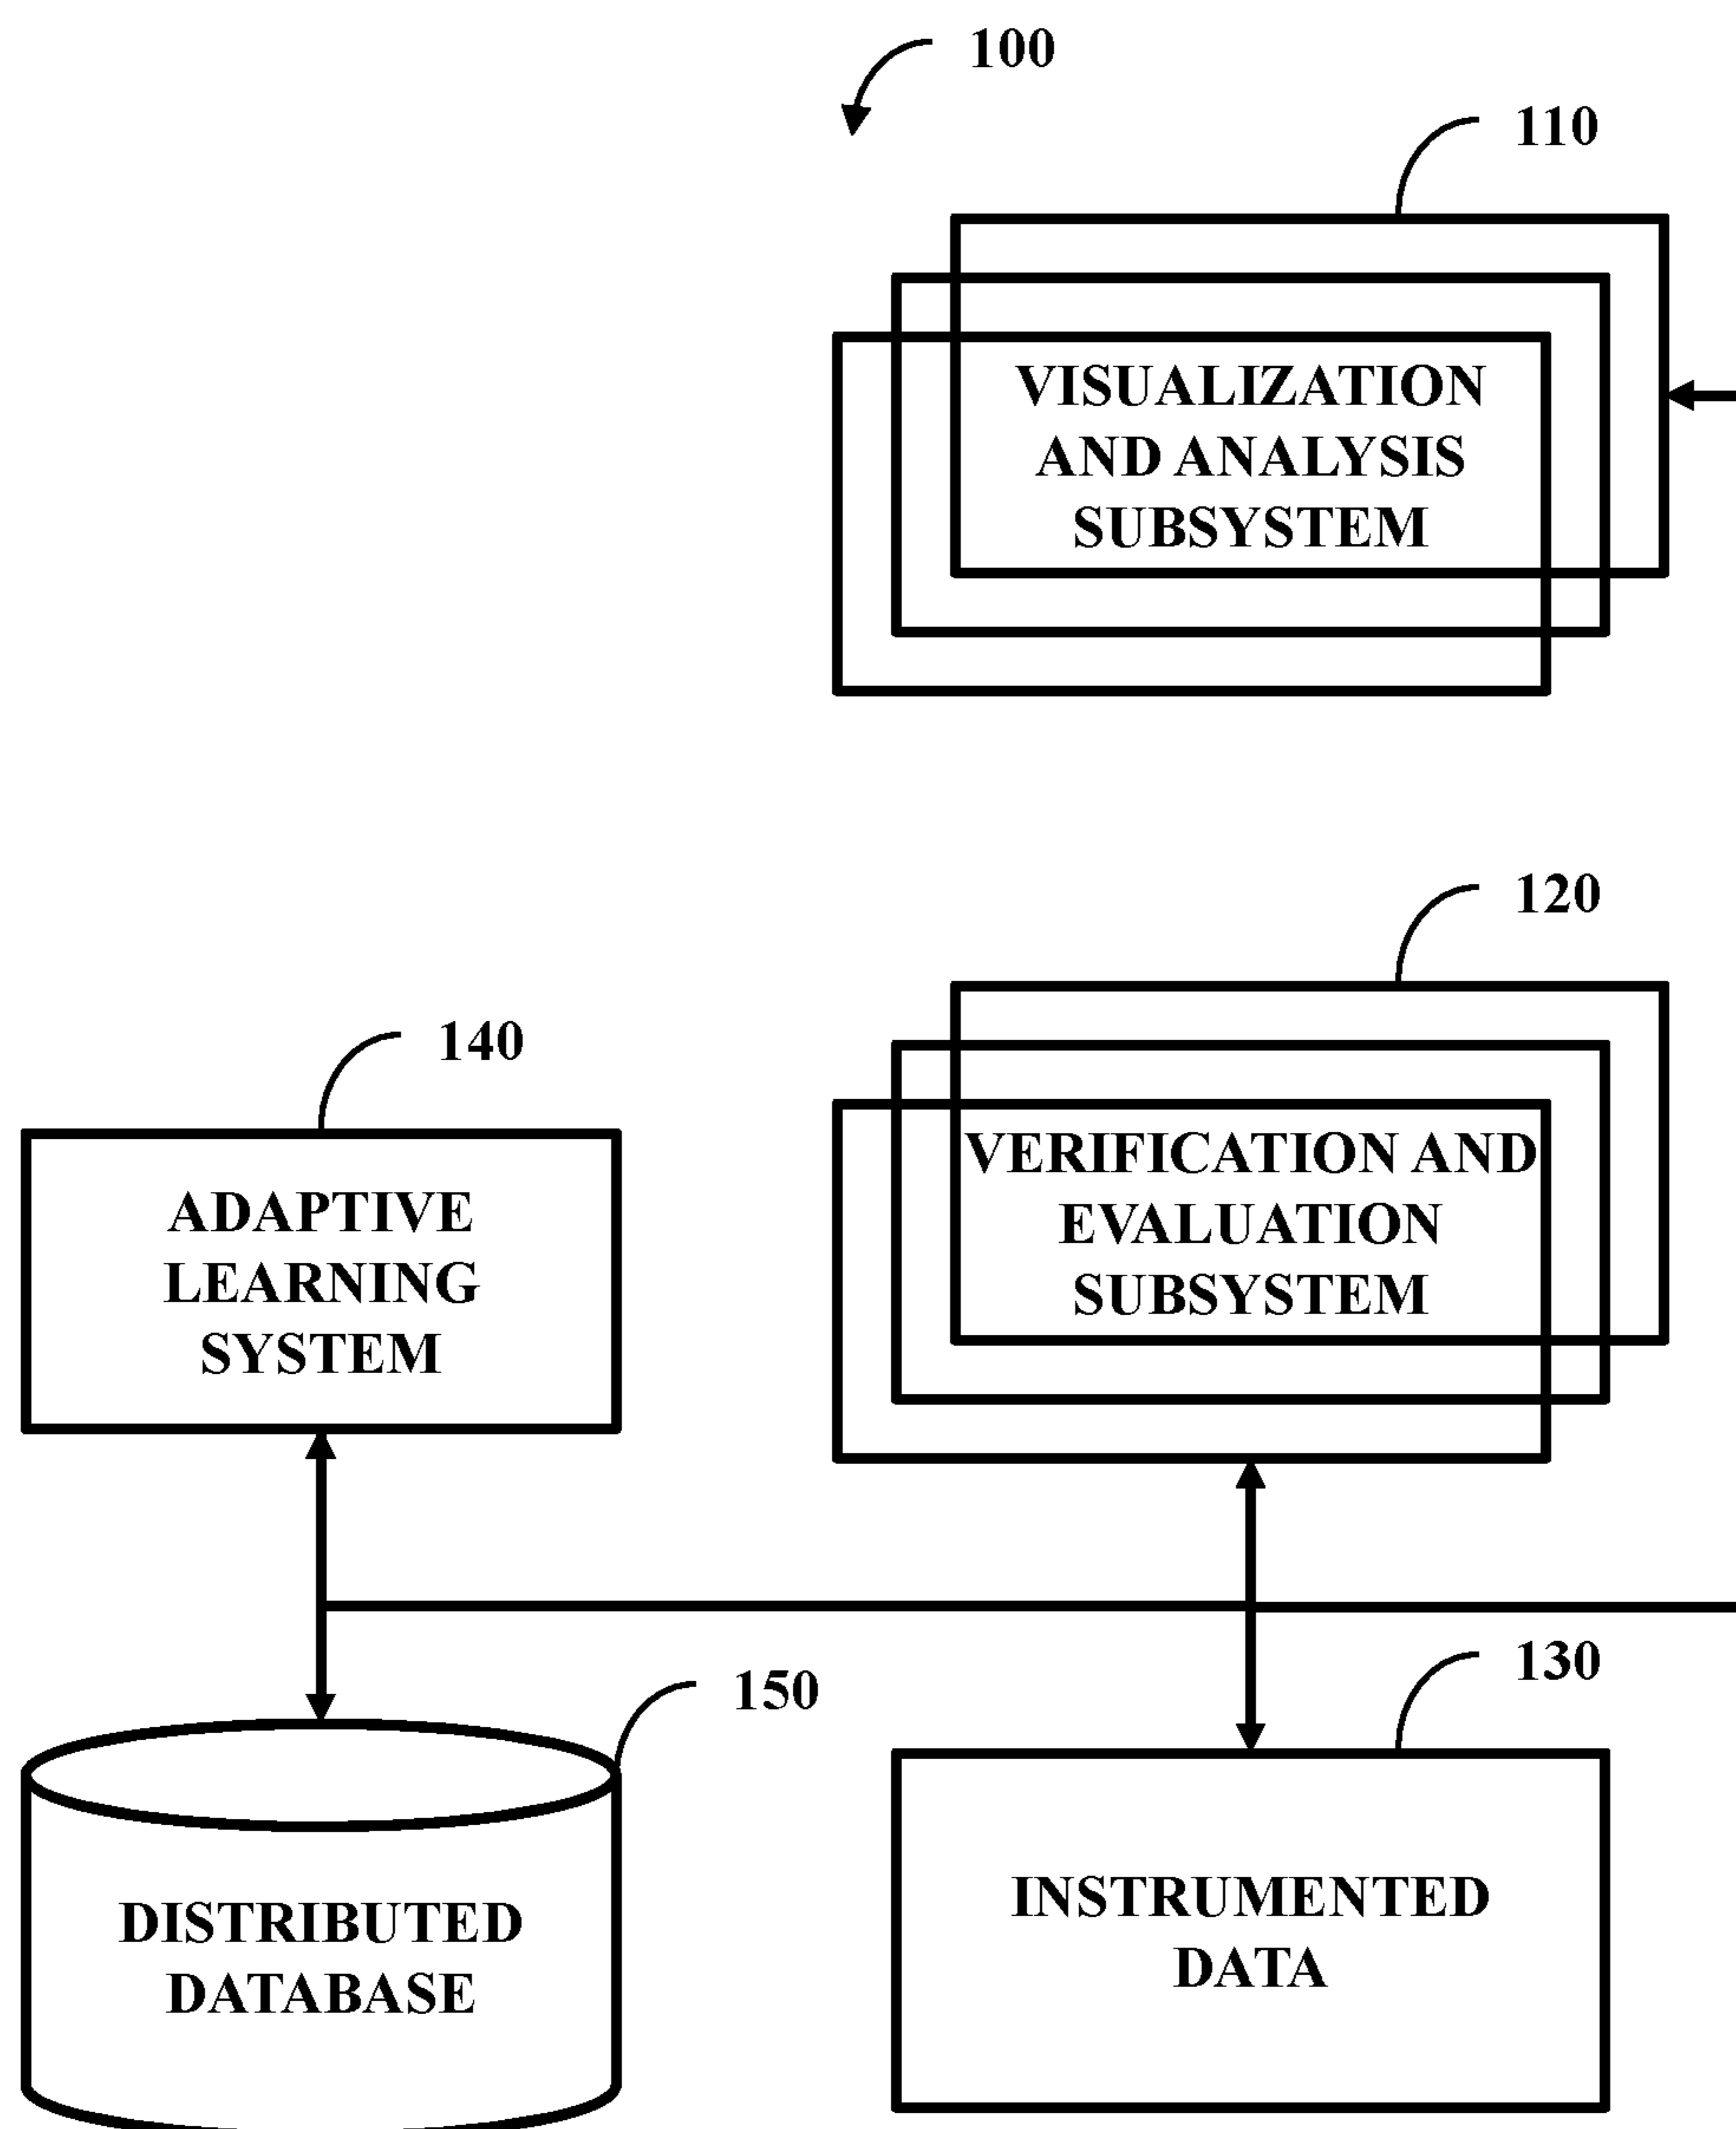 100
110
VISUALIZATION
AND ANALYSIS
SUBSYSTEM
120
VERIFICATION AND
EVALUATION
SUBSYSTEM
140
ADAPTIVE
LEARNING
SYSTEM
150
DISTRIBUTED
DATABASE
130
INSTRUMENTED
DATA